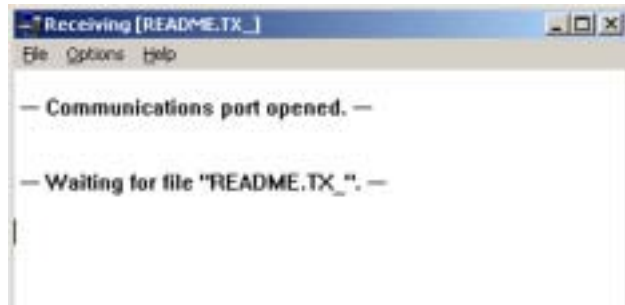 Receiving [README.TX_]
File Options Help
— Communications port opened. —
— Waiting for file "README.TX_". —